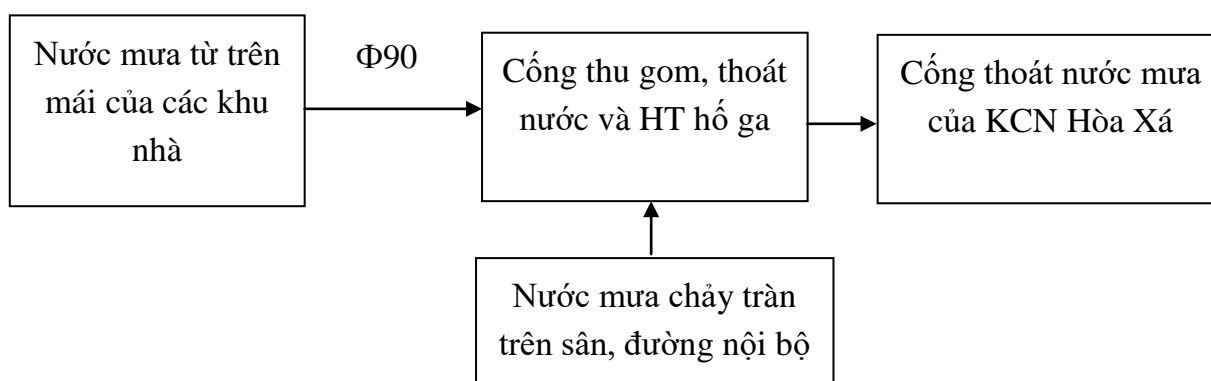 Nước mưa từ trên
mái của các khu
nhà
Φ90
Cống thu gom, thoát
nước và HT hố ga
Cống thoát nước mưa
của KCN Hòa Xá
Nước mưa chảy tràn
trên sân, đường nội bộ